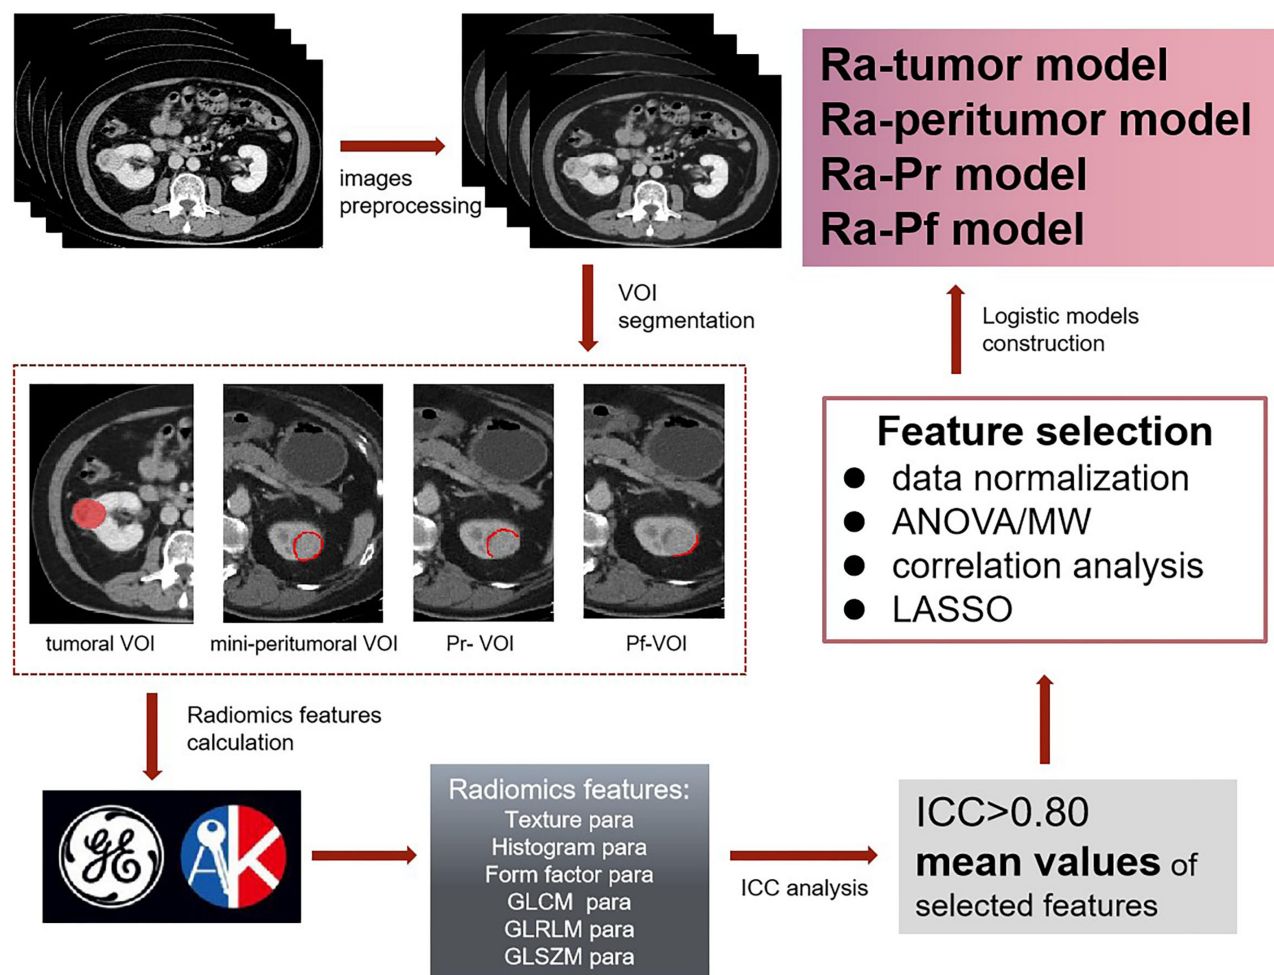 images
preprocessing
Ra-tumor model
Ra-peritumor model
Ra-Pr model
Ra-Pf model
VOI
segmentation
Logistic models
construction
tumoral VOI
mini-peritumoral VOI
Pr- VOI
Pf-VOI
Feature selection
● data normalization
● ANOVA/MW
● correlation analysis
● LASSO
Radiomics features
calculation
GE
AK
Radiomics features:
Texture para
Histogram para
Form factor para
GLCM  para
GLRLM para
GLSZM para
ICC analysis
ICC>0.80
mean values of
selected features